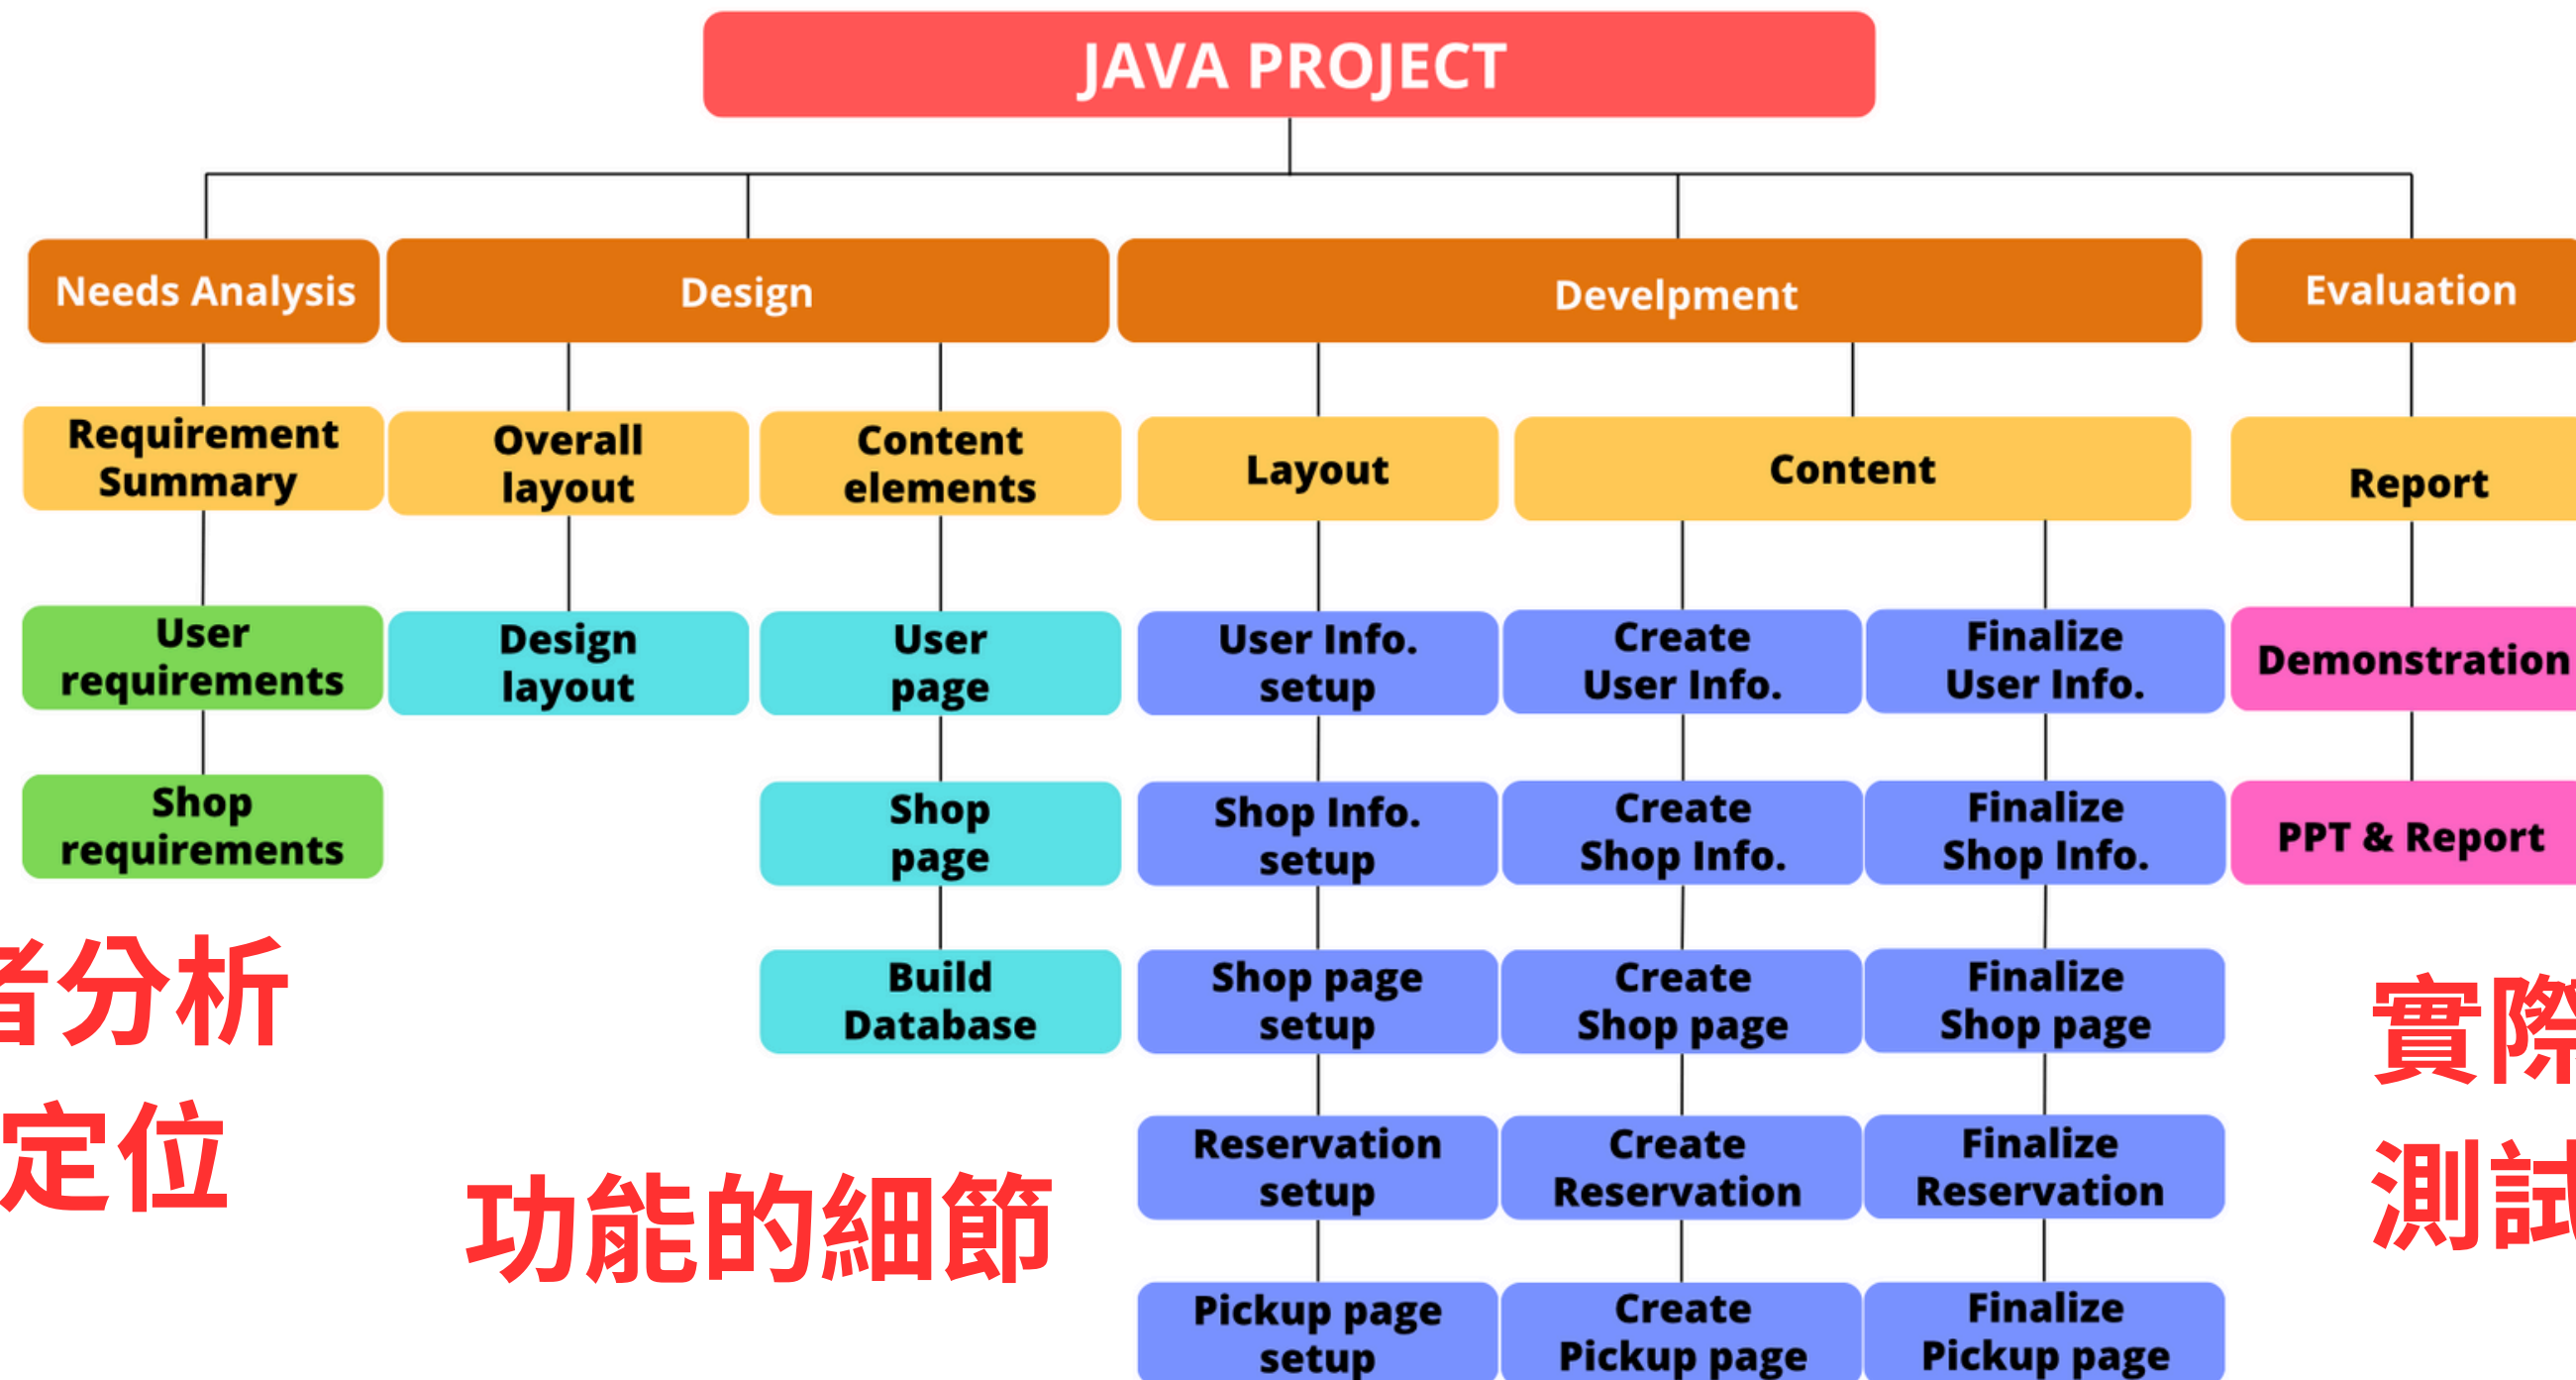 JAVA PROJECT
Needs Analysis
Design
Develpment
Evaluation
Requirement
Summary
Overall
layout
Content
elements
Layout
Content
Report
User
requirements
Design
layout
User
page
User Info.
setup
Create
User Info.
Finalize
User Info.
Demonstration
Shop
requirements
Shop
page
Shop Info.
setup
Create
Shop Info.
Finalize
Shop Info.
PPT & Report
Build
Database
Shop page
setup
Create
Shop page
Finalize
Shop page
Reservation
setup
Create
Reservation
Finalize
Reservation
Pickup page
setup
Create
Pickup page
Finalize
Pickup page
者分析
定位
功能的細節
實際
測試